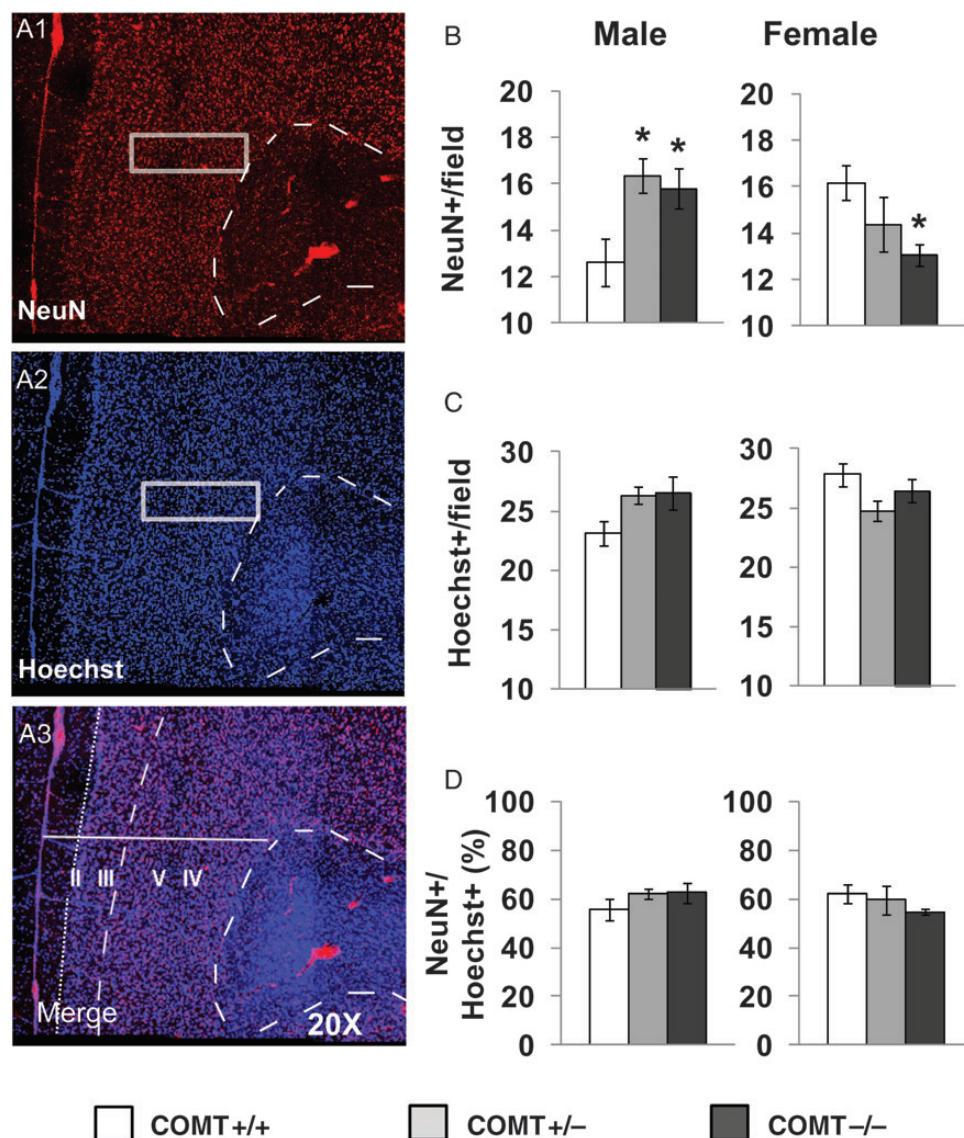 A1
NeuN
A2
Hoechst
A3
II III V IV
Merge
20X
B
Male Female
NeuN+/field
20
18
16
14
12
10
* *
20
18
16
14
12
10
*
C
Hoechst+/field
30
25
20
15
10
30
25
20
15
10
D
NeuN+/
Hoechst+ (%)
100
80
60
40
20
0
100
80
60
40
20
0
COMT+/+ COMT+/− COMT−/−